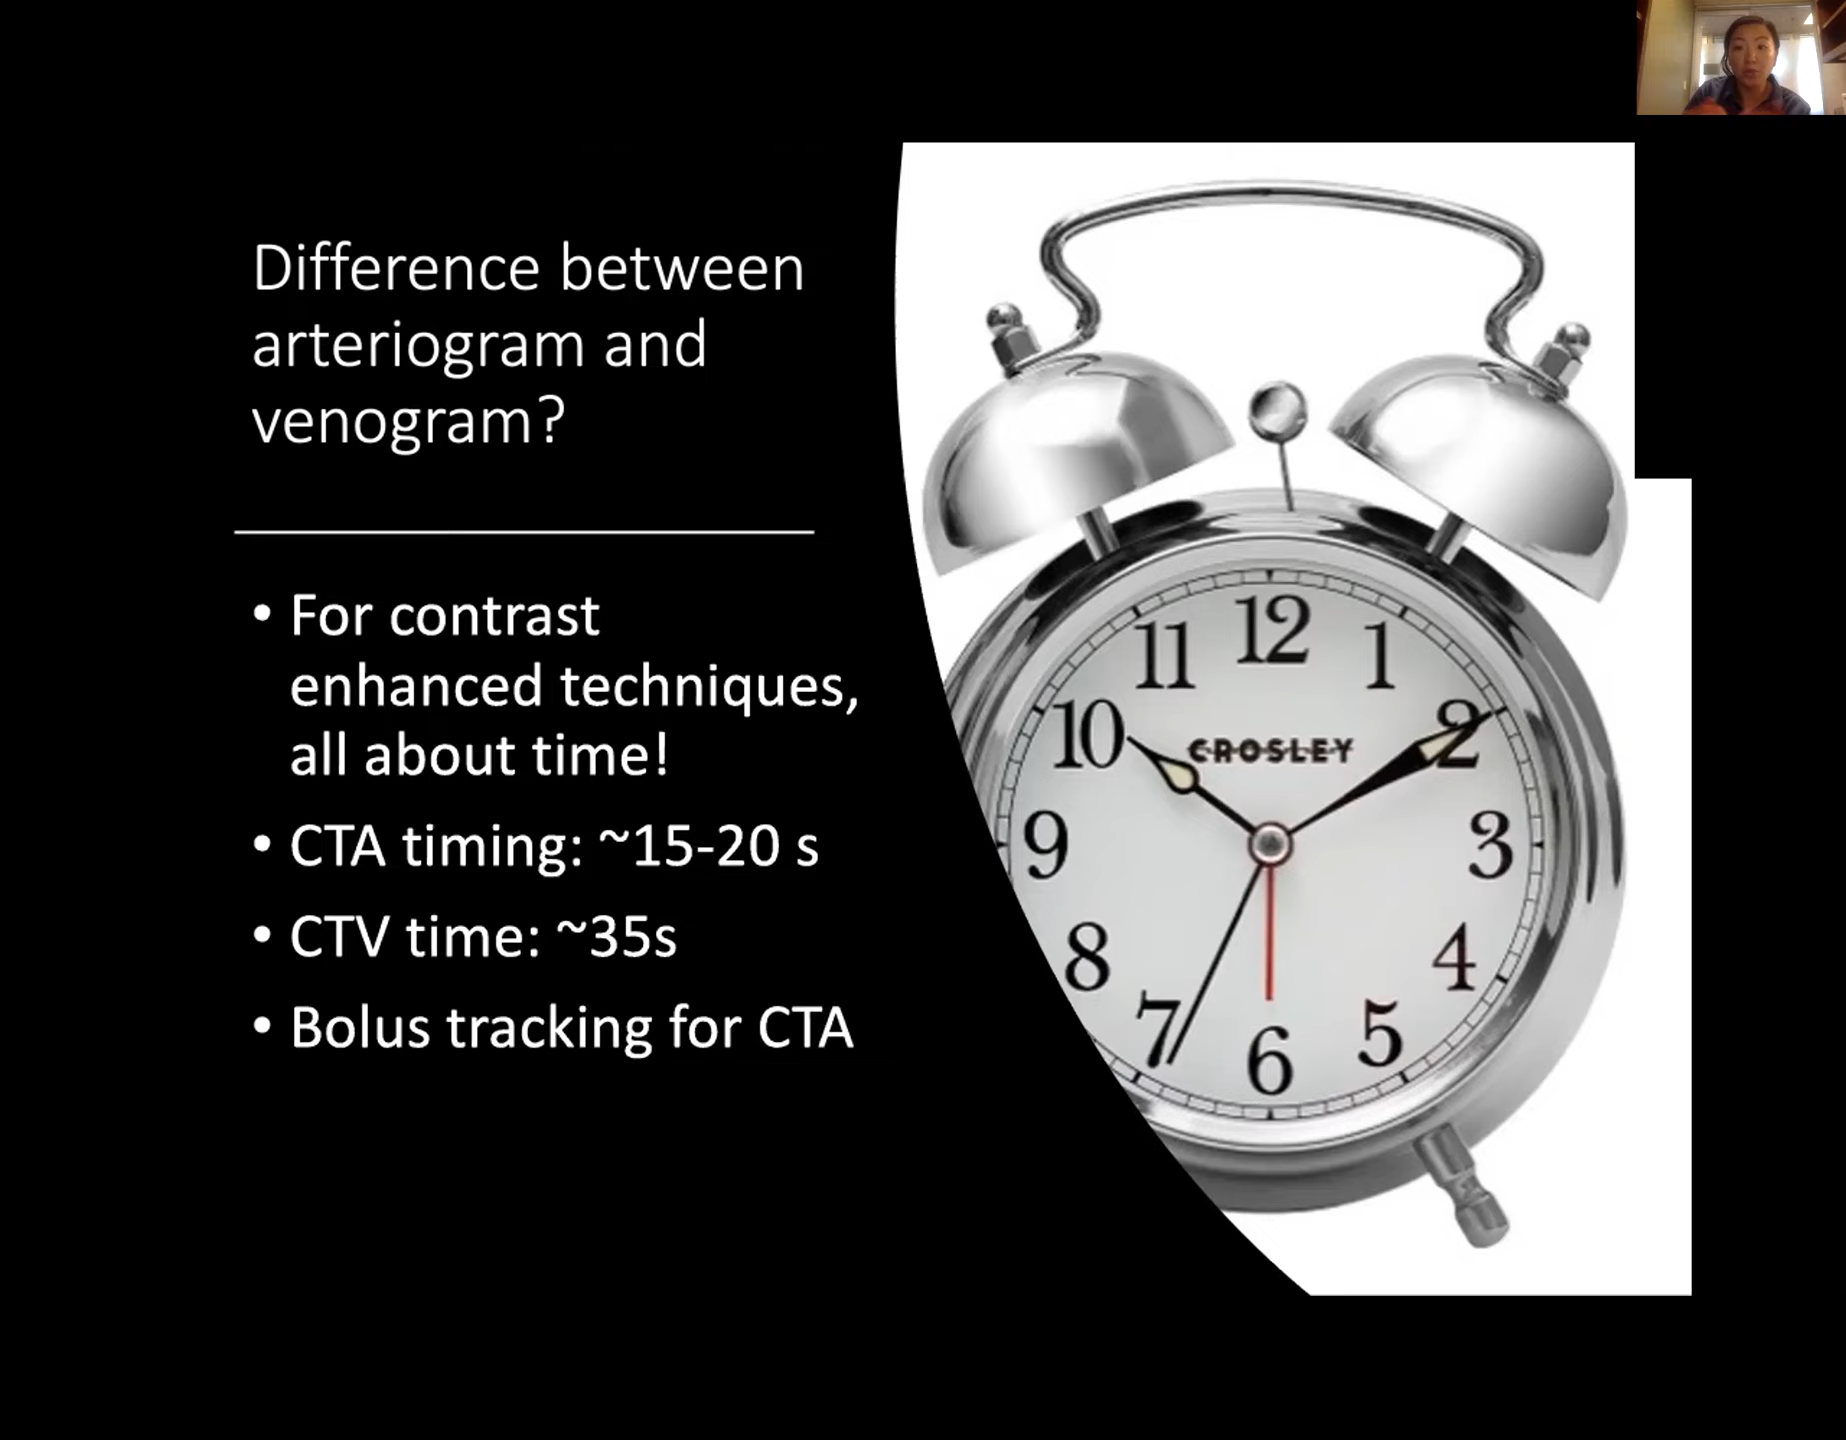 Difference between
arteriogram and
venogram?
• For contrast
enhanced techniques,
all about time!
• CTA timing: ~15-20 s
• CTV time: ~35s
• Bolus tracking for CTA
12
11 1
10 2
CROSLEY
9 3
8 4
7 5
6